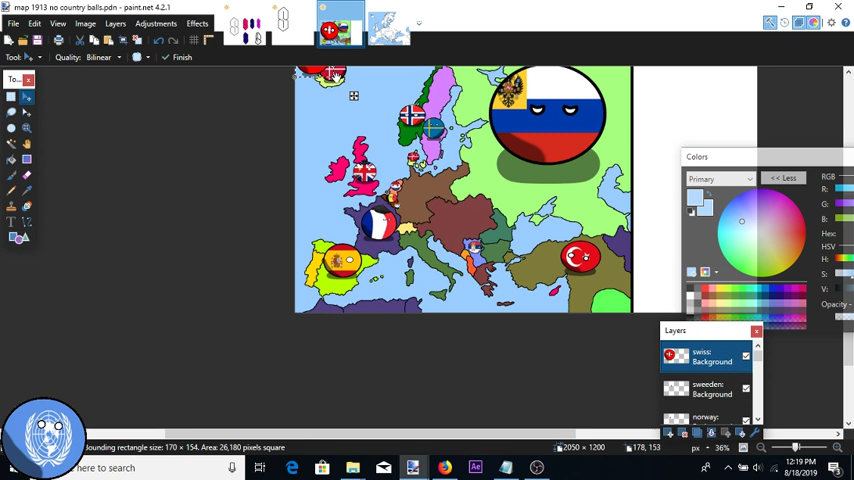 map 1913 no country balls.pdn - paint.net 4.2.1
File Edit View Image Layers Adjustments Effects
Tool: Quality: Bilinear Finish
To...
Colors
Primary << Less RGB
R:
G:
B:
Hex:
HSV
H:
S:
V:
Opacity -
Layers
swiss:
Background
sweeden:
Background
norway:
Bounding rectangle size: 170 × 154. Area: 26,180 pixels square 2050 × 1200 178, 153 px 36%
here to search
Ae
12:19 PM
8/18/2019